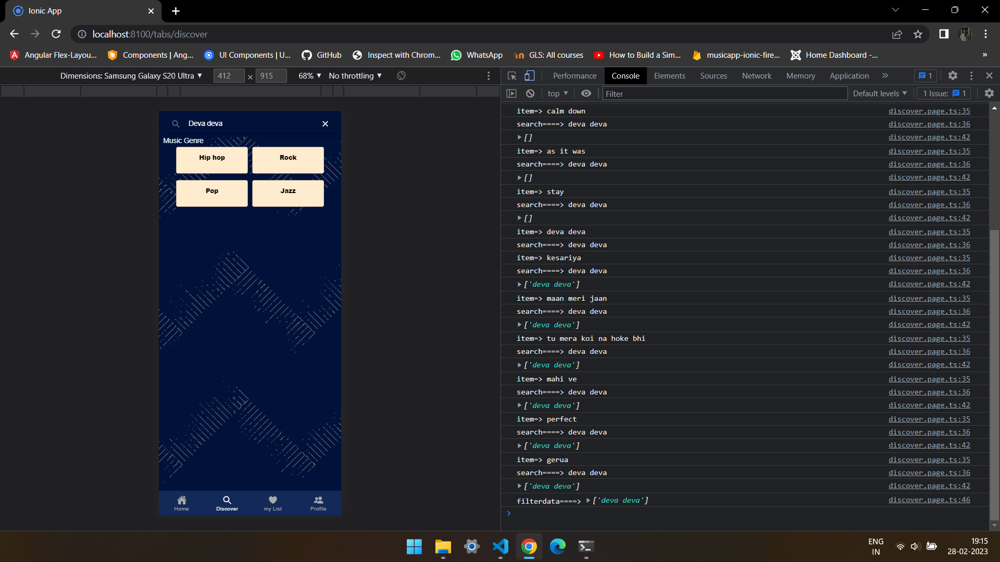 Ionic App
localhost:8100/tabs/discover
Angular Flex-Layou...
Components | Ang...
UI Components | U...
GitHub
Inspect with Chrom...
WhatsApp
GLS: All courses
How to Build a Sim...
musicapp-ionic-fire...
Home Dashboard -...
»
Dimensions: Samsung Galaxy S20 Ultra ▼ 412 × 915 68% ▼ No throttling ▼
Performance Console Elements Sources Network Memory Application » 1
top ▼ Filter Default levels ▼ 1 Issue: 1
Deva deva
Music Genre
Hip hop Rock
Pop Jazz
Home Discover my List Profile
item=> calm down discover.page.ts:35
search====> deva deva discover.page.ts:36
▶ [] discover.page.ts:42
item=> as it was discover.page.ts:35
search====> deva deva discover.page.ts:36
▶ [] discover.page.ts:42
item=> stay discover.page.ts:35
search====> deva deva discover.page.ts:36
▶ [] discover.page.ts:42
item=> deva deva discover.page.ts:35
search====> deva deva discover.page.ts:36
item=> kesariya discover.page.ts:35
search====> deva deva discover.page.ts:36
▶ ['deva deva'] discover.page.ts:42
item=> maan meri jaan discover.page.ts:35
search====> deva deva discover.page.ts:36
▶ ['deva deva'] discover.page.ts:42
item=> tu mera koi na hoke bhi discover.page.ts:35
search====> deva deva discover.page.ts:36
▶ ['deva deva'] discover.page.ts:42
item=> mahi ve discover.page.ts:35
search====> deva deva discover.page.ts:36
▶ ['deva deva'] discover.page.ts:42
item=> perfect discover.page.ts:35
search====> deva deva discover.page.ts:36
▶ ['deva deva'] discover.page.ts:42
item=> gerua discover.page.ts:35
search====> deva deva discover.page.ts:36
▶ ['deva deva'] discover.page.ts:42
filterdata====> ▶ ['deva deva'] discover.page.ts:46
ENG
IN
19:15
28-02-2023